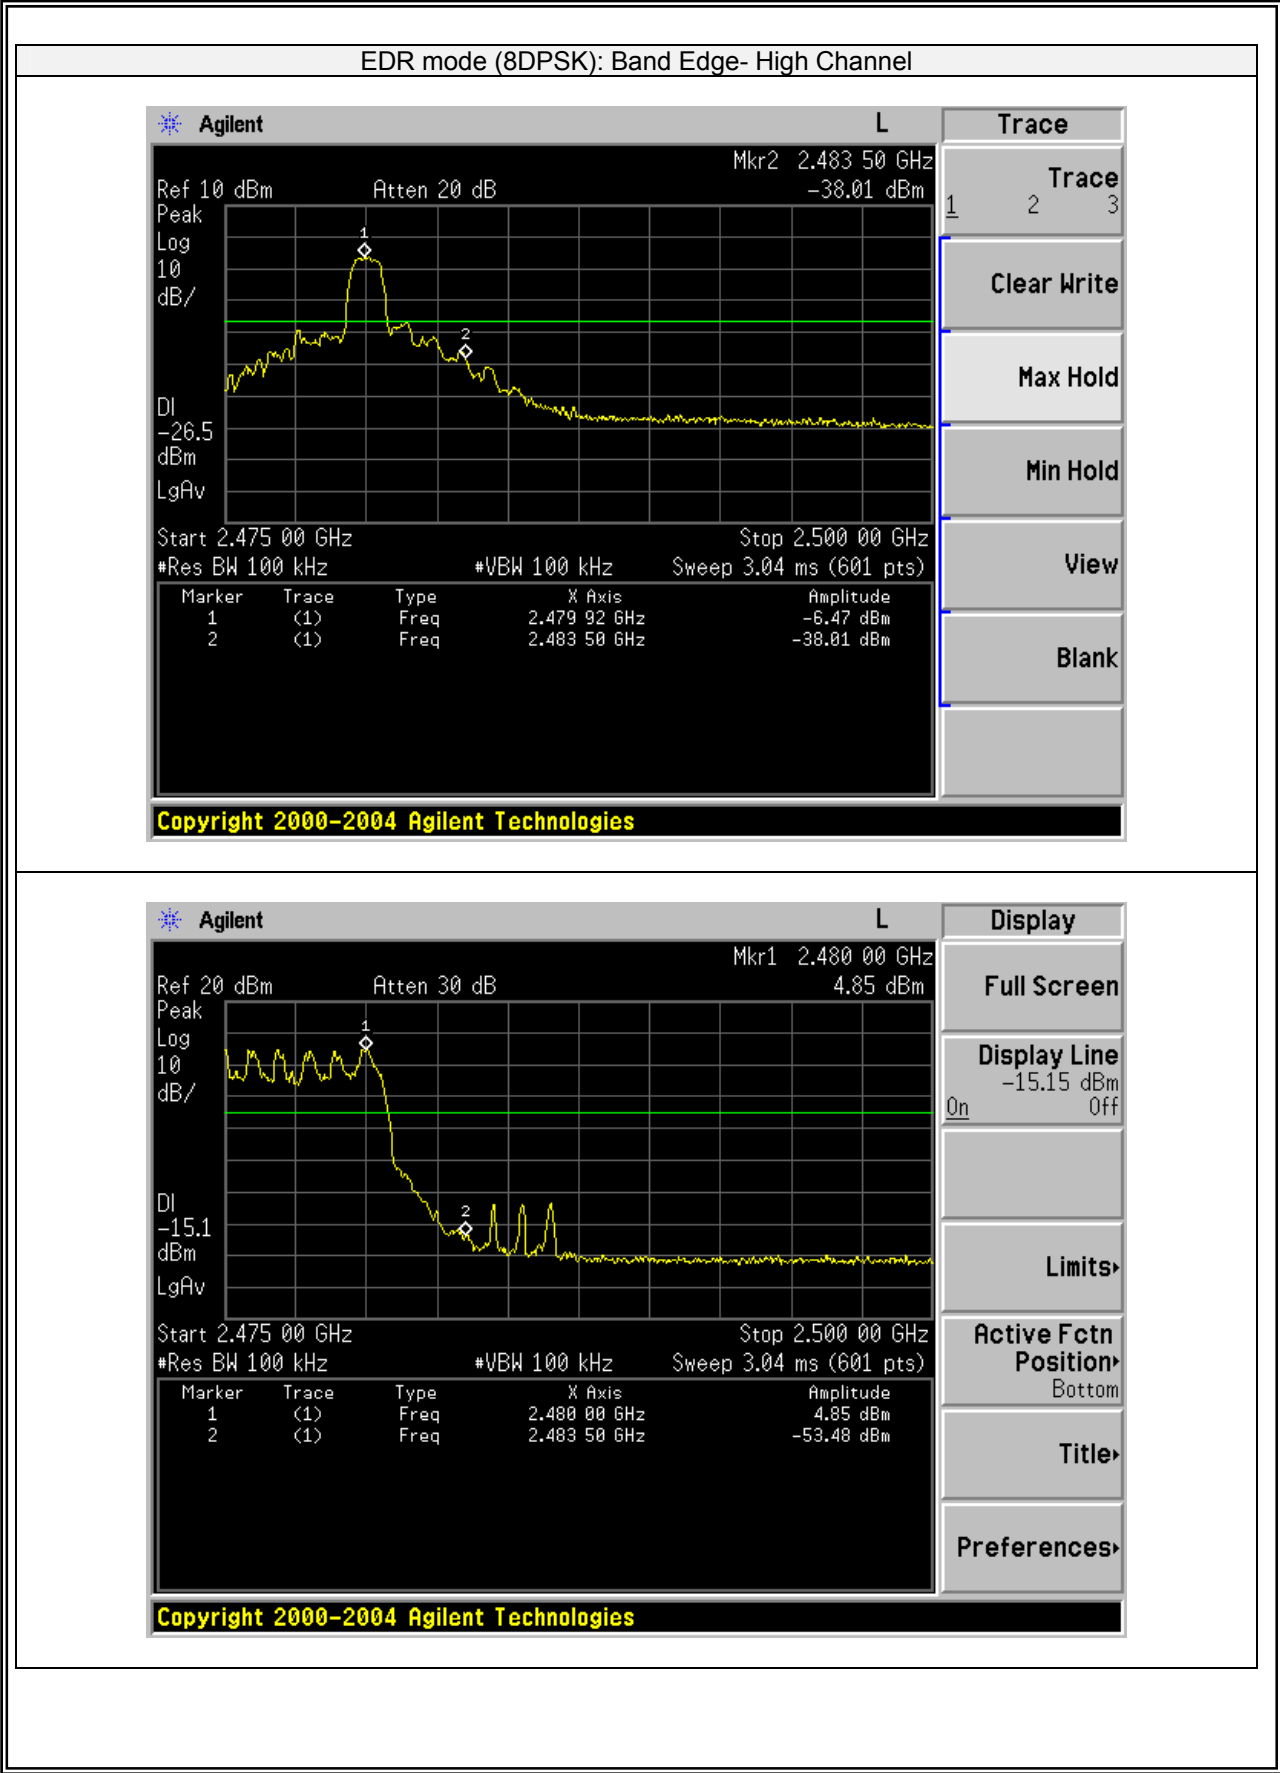 EDR mode (8DPSK): Band Edge- High Channel
Agilent L Trace
Mkr2 2.483 50 GHz
Ref 10 dBm Atten 20 dB -38.01 dBm
Peak
Log
10
dB/
1
2
DI
-26.5
dBm
LgAv
Start 2.475 00 GHz Stop 2.500 00 GHz
#Res BW 100 kHz #VBW 100 kHz Sweep 3.04 ms (601 pts)
Marker Trace Type X Axis Amplitude
1 (1) Freq 2.479 92 GHz -6.47 dBm
2 (1) Freq 2.483 50 GHz -38.01 dBm
Trace
1 2 3
Clear Write
Max Hold
Min Hold
View
Blank
Copyright 2000-2004 Agilent Technologies
Agilent L Display
Mkr1 2.480 00 GHz
Ref 20 dBm Atten 30 dB 4.85 dBm
Peak
Log
10
dB/
1
2
DI
-15.1
dBm
LgAv
Start 2.475 00 GHz Stop 2.500 00 GHz
#Res BW 100 kHz #VBW 100 kHz Sweep 3.04 ms (601 pts)
Marker Trace Type X Axis Amplitude
1 (1) Freq 2.480 00 GHz 4.85 dBm
2 (1) Freq 2.483 50 GHz -53.48 dBm
Full Screen
Display Line
-15.15 dBm
On Off
Limits
Active Fctn
Position
Bottom
Title
Preferences
Copyright 2000-2004 Agilent Technologies